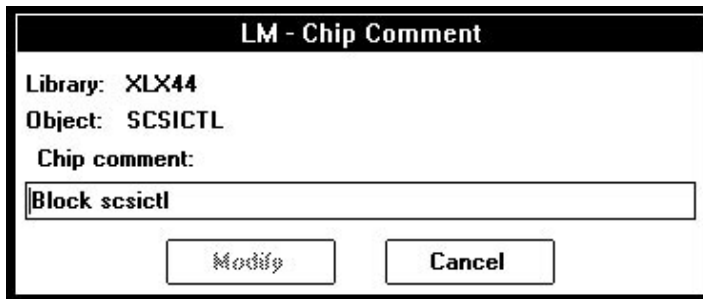 LM - Chip Comment
Library: XLX44
Object: SCSICTL
Chip comment:
Block scsictl
Modify Cancel